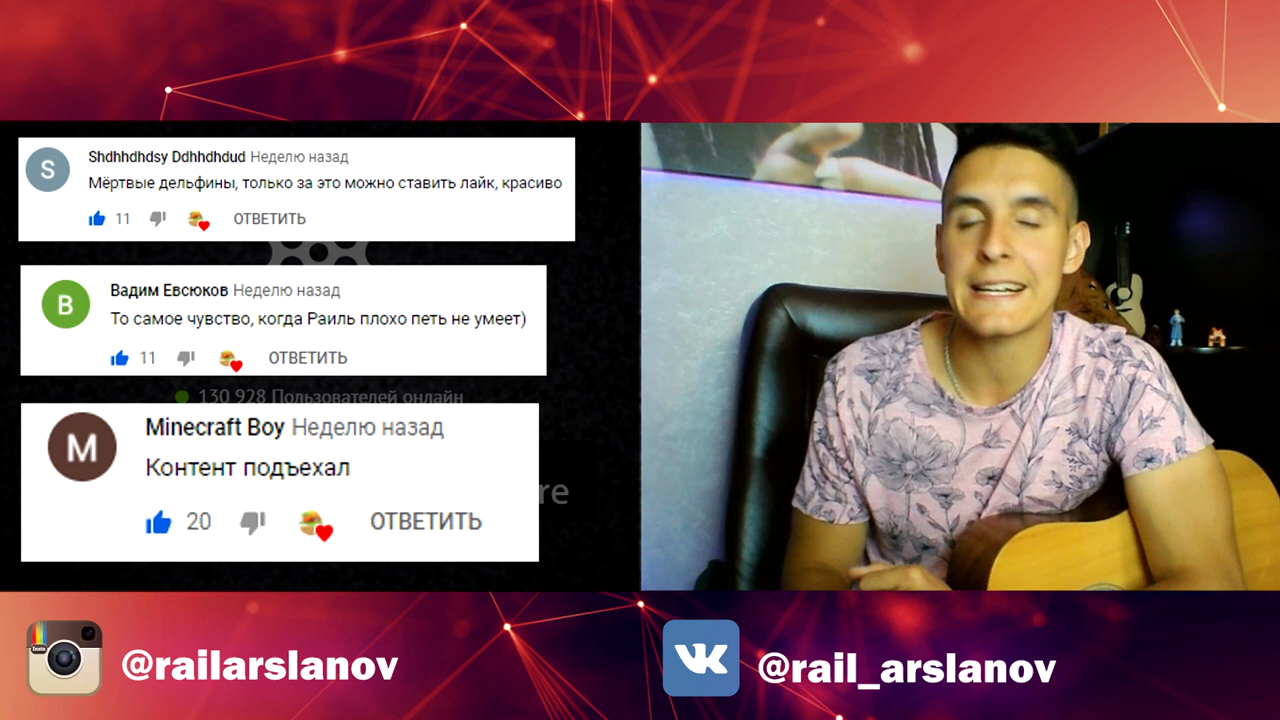 S
Shdhhdhdsy Ddhhdhdud Неделю назад
Мёртвые дельфины, только за это можно ставить лайк, красиво
11 ОТВЕТИТЬ
В
Вадим Евсюков Неделю назад
То самое чувство, когда Раиль плохо петь не умеет)
11 ОТВЕТИТЬ
130 928 Пользователей онлайн
M
Minecraft Boy Неделю назад
Контент подъехал
re
20 ОТВЕТИТЬ
Insta
@railarslanov
@rail_arslanov